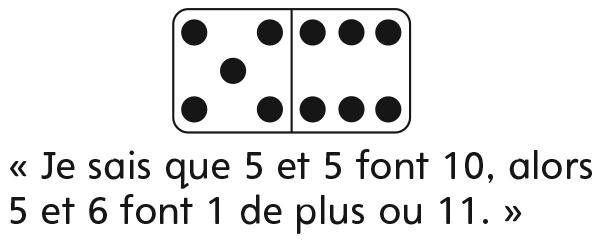 « Je sais que 5 et 5 font 10, alors
5 et 6 font 1 de plus ou 11. »